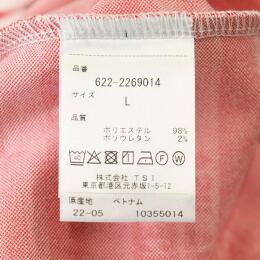 品番
622-2269014
サイズ
L
品質
ポリエステル 98%
ポリウレタン 2%
40
株式会社 TSI
東京都港区元赤坂1-5-12
原産地 ベトナム
22-05 10355014